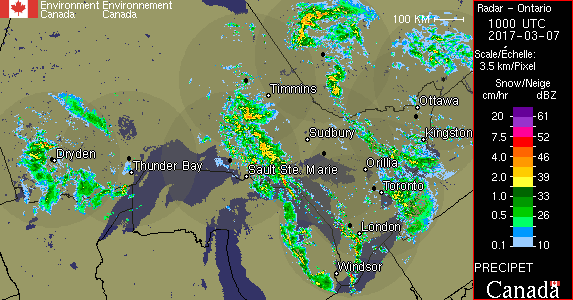 Environment Environnement
Canada Canada
Radar - Ontario
1000 UTC
2017-03-07
Scale/Échelle:
3.5 km/Pixel
Snow/Neige
cm/hr dBZ
20 61
7.5 52
4.0 46
2.0 39
1.0 33
0.5 26
0.1 10
PRECIPET
Canada
100 KM
Timmins
Ottawa
Sudbury
Kingston
Dryden
Thunder Bay
Sault Ste. Marie
Orillia
Toronto
London
Windsor